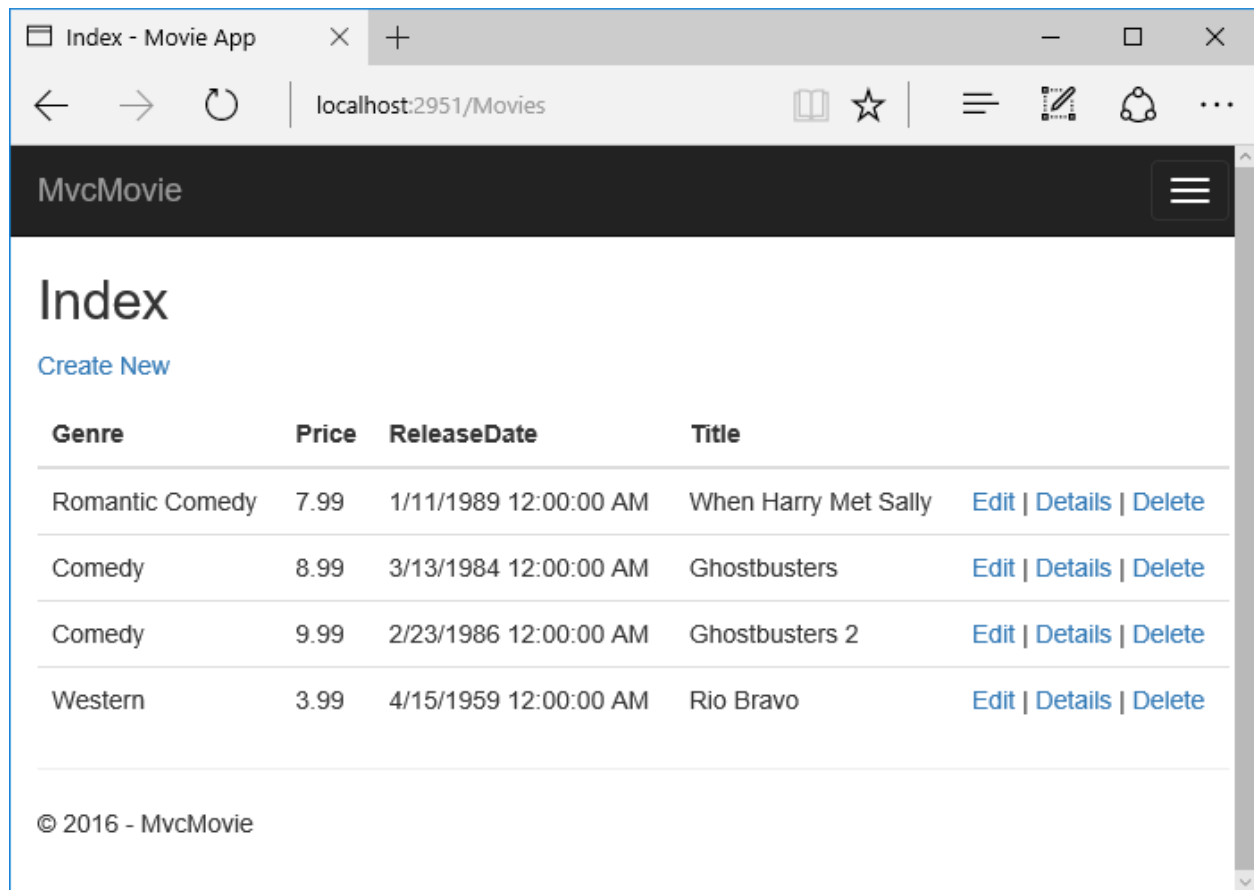 Index - Movie App
localhost:2951/Movies
MvcMovie
Index
Create New
Genre Price ReleaseDate Title
Romantic Comedy 7.99 1/11/1989 12:00:00 AM When Harry Met Sally Edit | Details | Delete
Comedy 8.99 3/13/1984 12:00:00 AM Ghostbusters Edit | Details | Delete
Comedy 9.99 2/23/1986 12:00:00 AM Ghostbusters 2 Edit | Details | Delete
Western 3.99 4/15/1959 12:00:00 AM Rio Bravo Edit | Details | Delete
© 2016 - MvcMovie